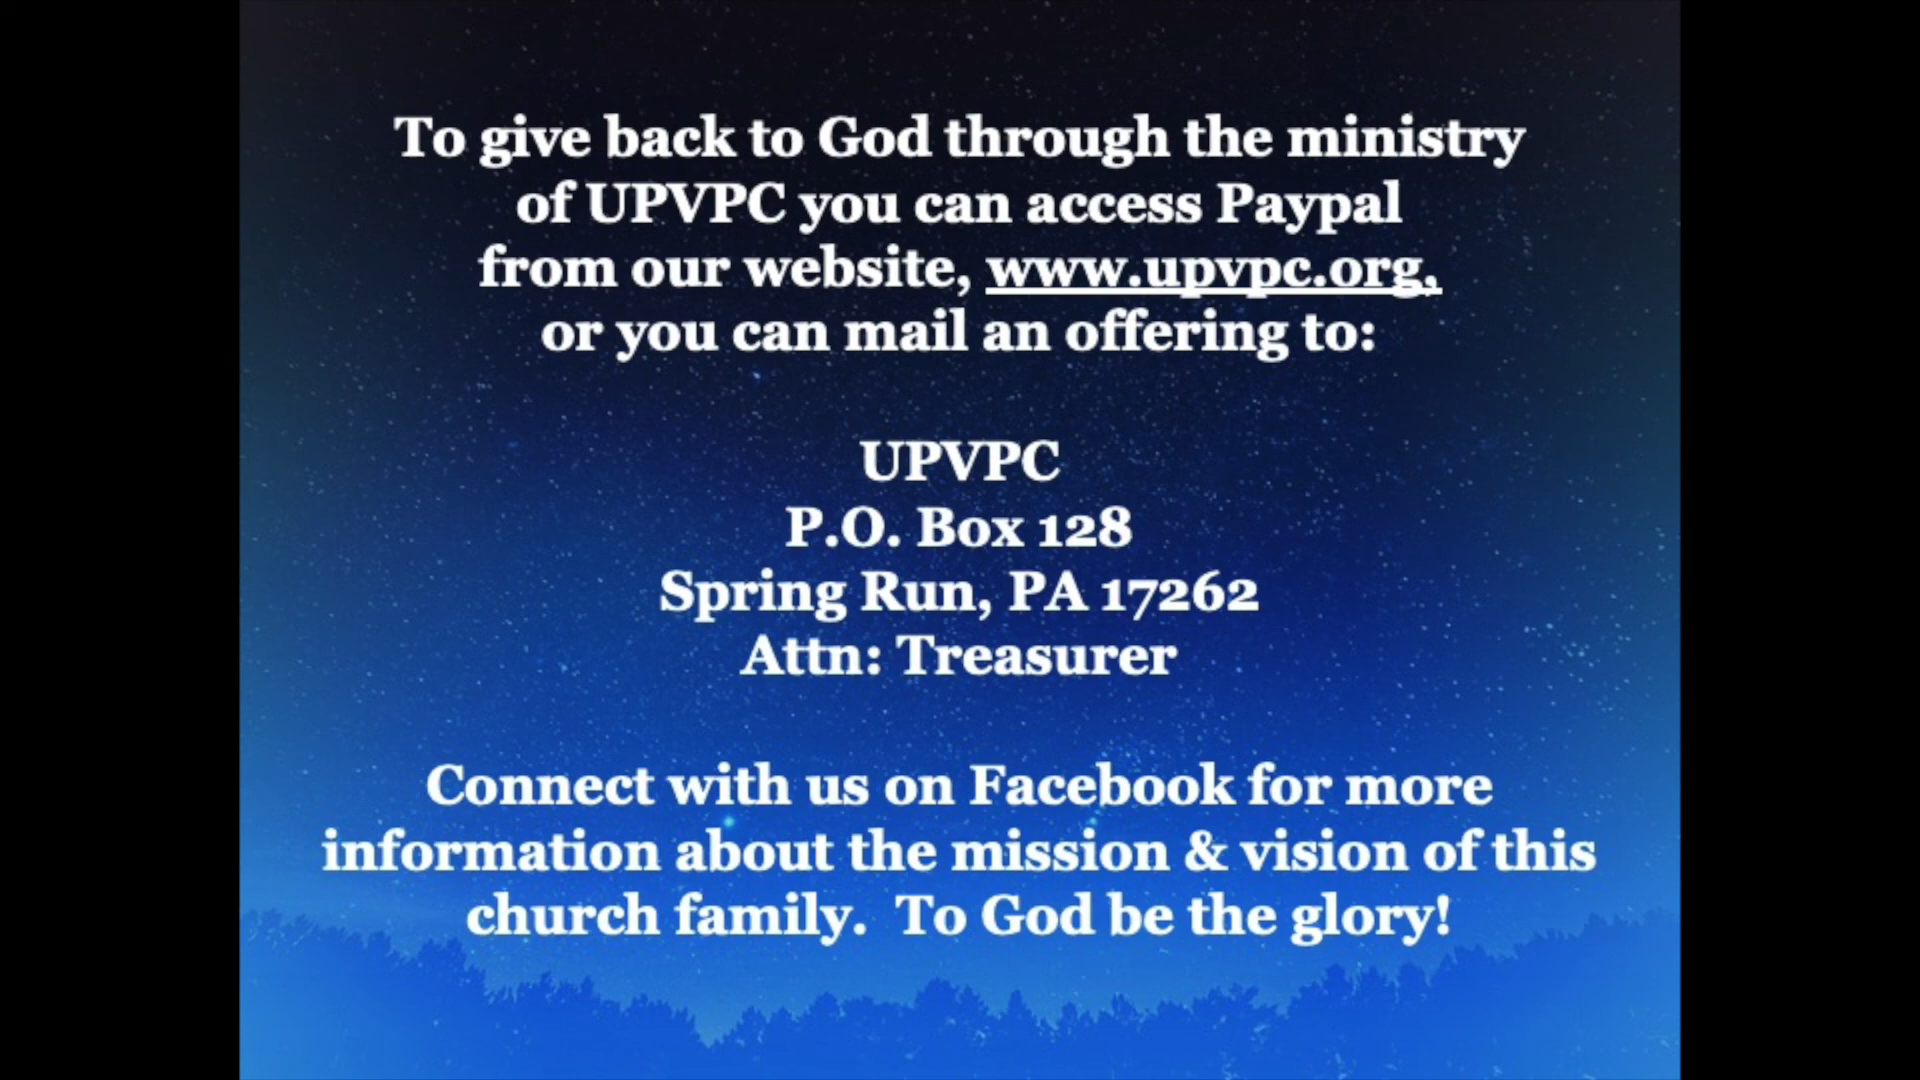 To give back to God through the ministry
of UPVPC you can access Paypal
from our website, www.upvpc.org,
or you can mail an offering to:
UPVPC
P.O. Box 128
Spring Run, PA 17262
Attn: Treasurer
Connect with us on Facebook for more
information about the mission & vision of this
church family.  To God be the glory!